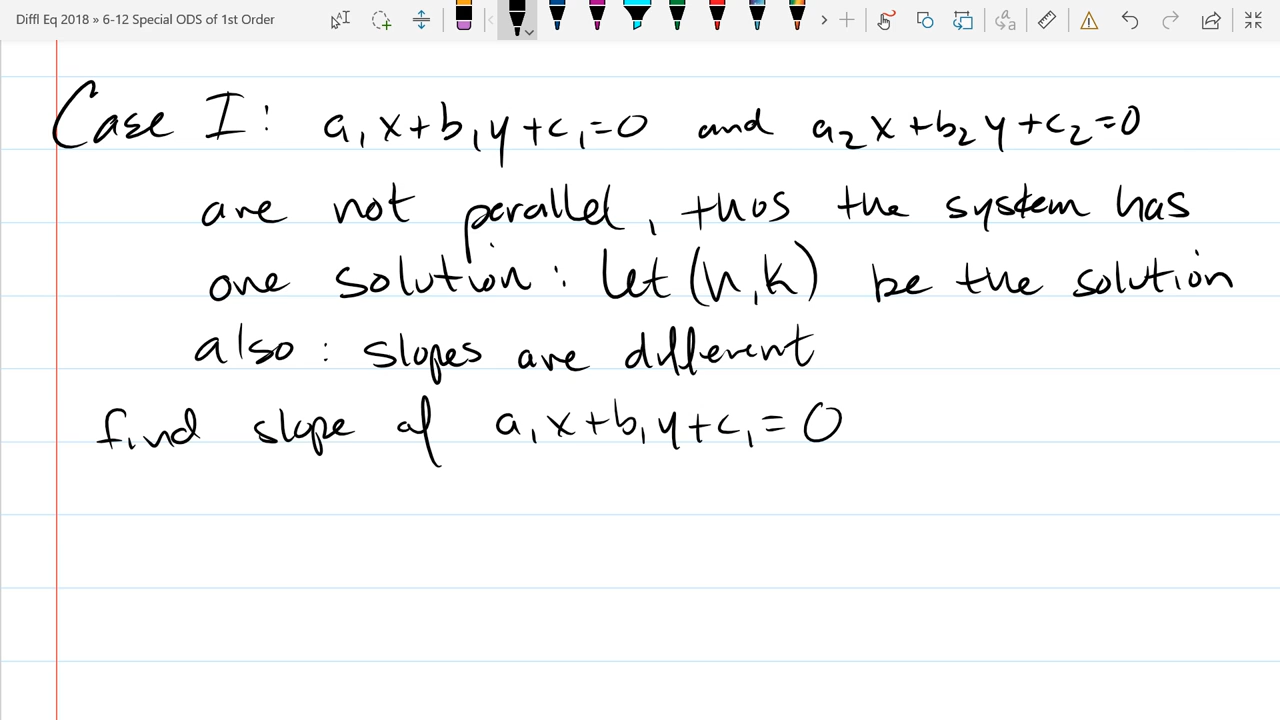 Diffl Eq 2018 » 6-12 Special ODS of 1st Order
Case I: a₁x+b₁y+c₁=0 and a₂x+b₂y+c₂=0
are not parallel, thus the system has
one solution: let (h,k) be the solution
also: slopes are different
find slope of a₁x+b₁y+c₁=0